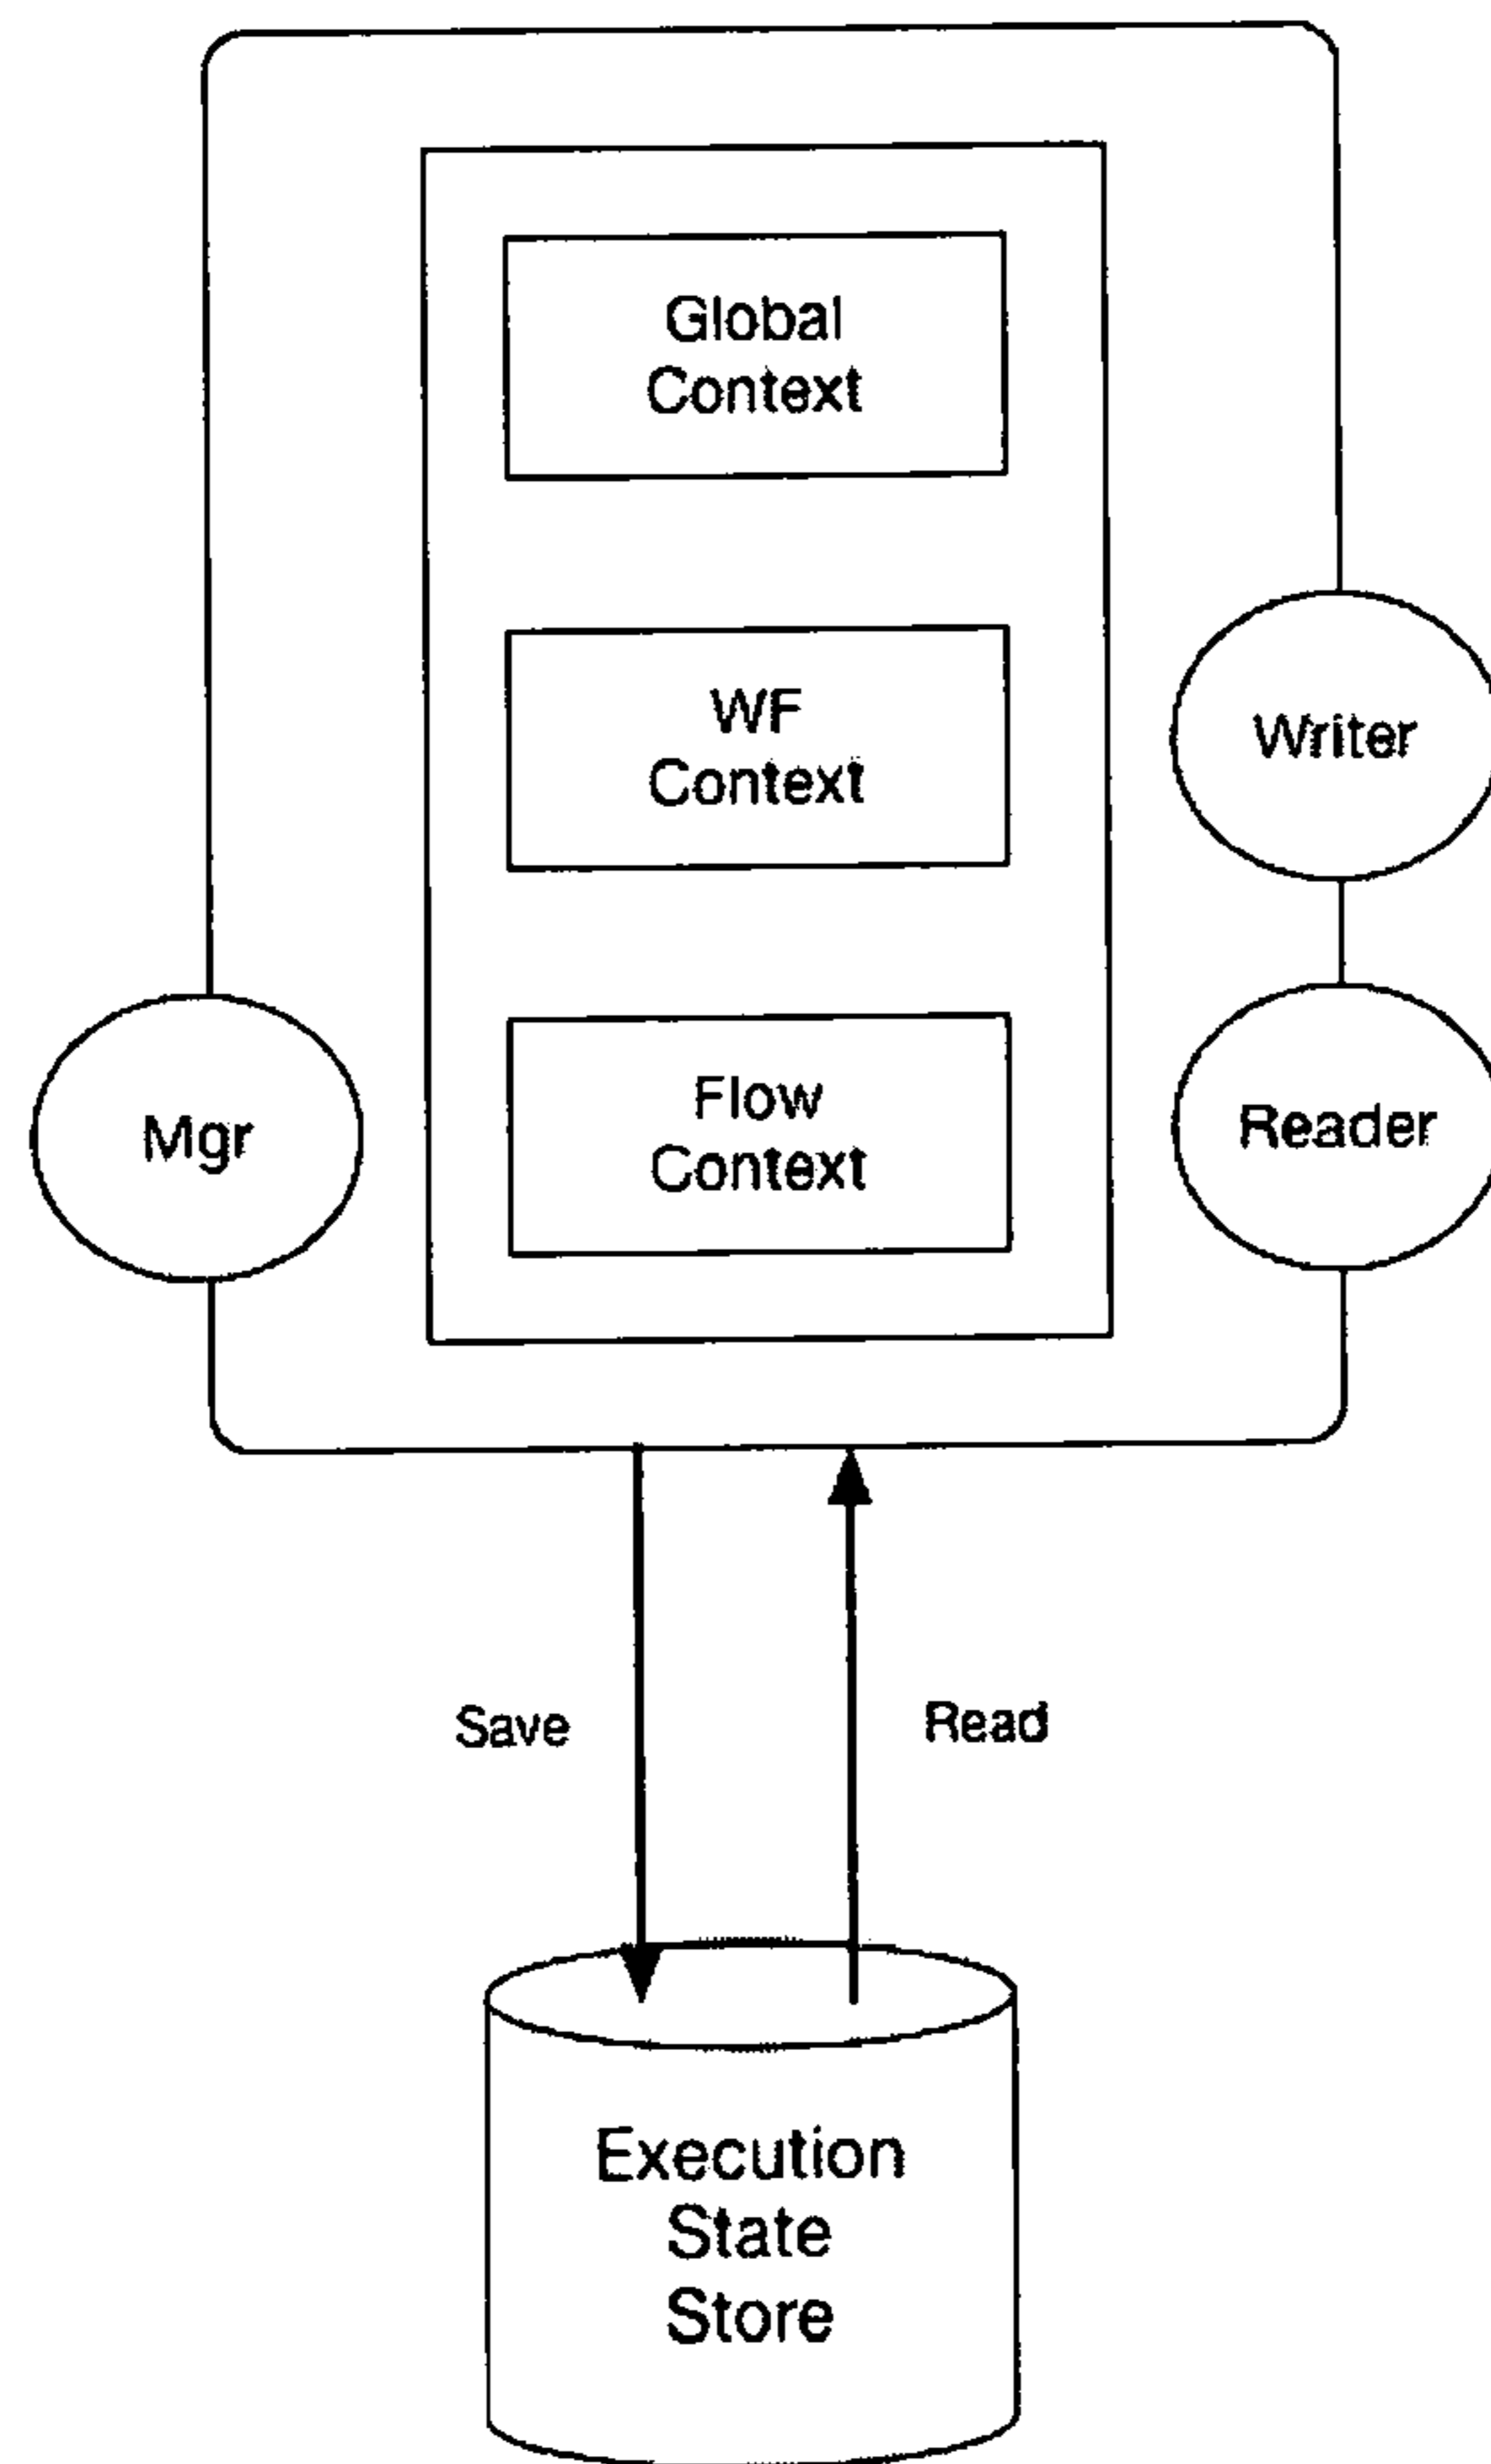 Global
Context
WF
Context
Writer
Flow
Context
Mgr
Reader
Save
Read
Execution
State
Store